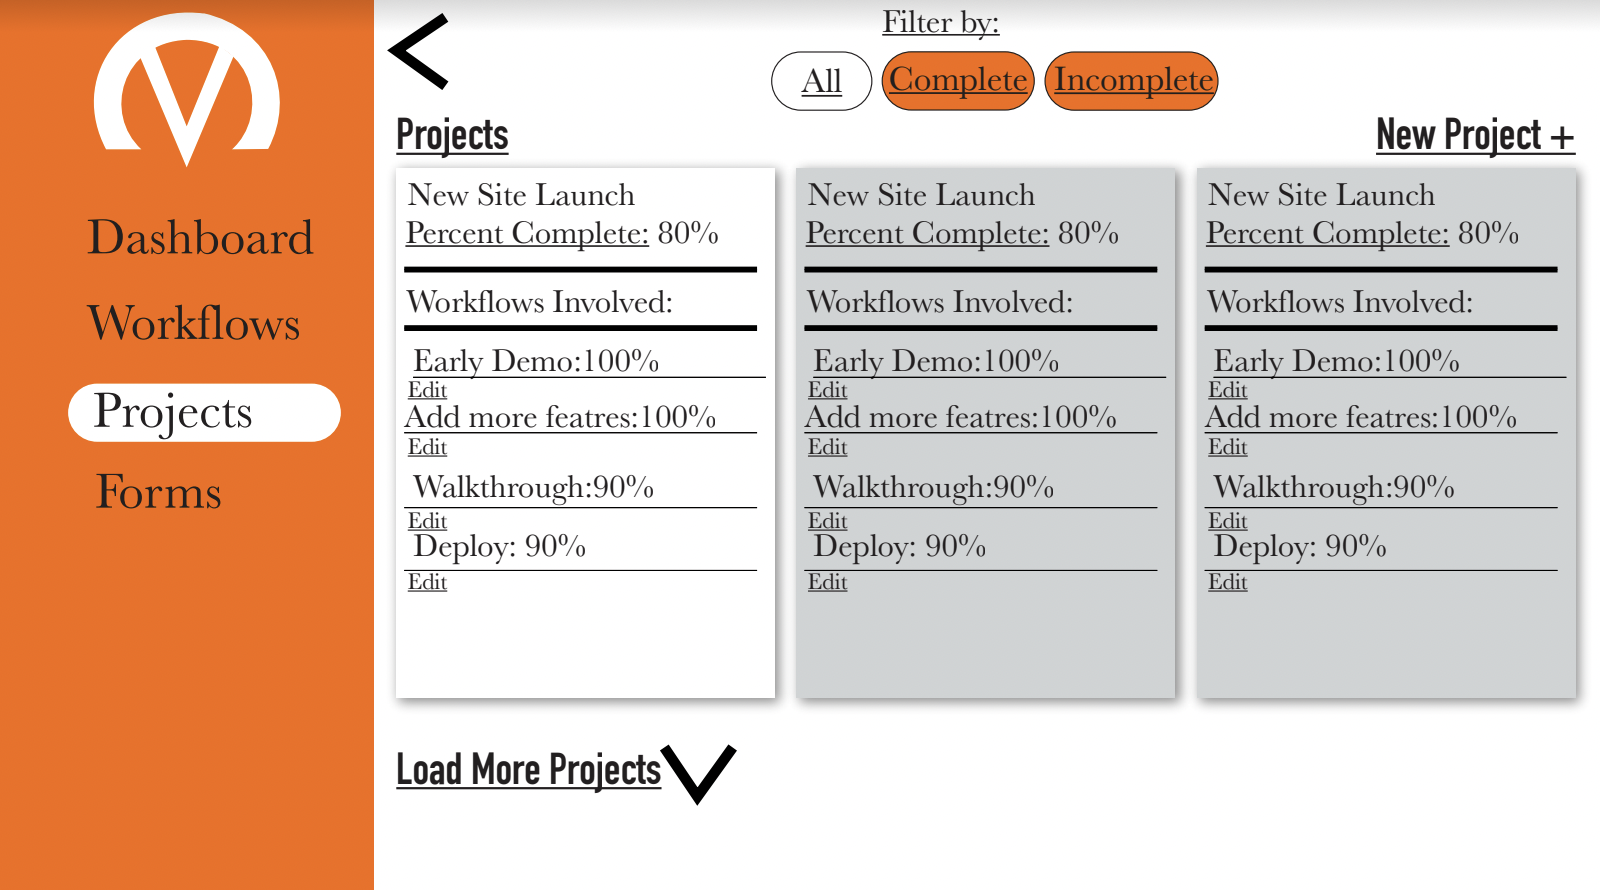 Dashboard
Workflows
Projects
Forms
Filter by:
All
Complete
Incomplete
Projects
New Project +
New Site Launch
Percent Complete: 80%
Workflows Involved:
Early Demo:100%
Edit
Add more featres:100%
Edit
Walkthrough:90%
Edit
Deploy: 90%
Edit
New Site Launch
Percent Complete: 80%
Workflows Involved:
Early Demo:100%
Edit
Add more featres:100%
Edit
Walkthrough:90%
Edit
Deploy: 90%
Edit
New Site Launch
Percent Complete: 80%
Workflows Involved:
Early Demo:100%
Edit
Add more featres:100%
Edit
Walkthrough:90%
Edit
Deploy: 90%
Edit
Load More Projects